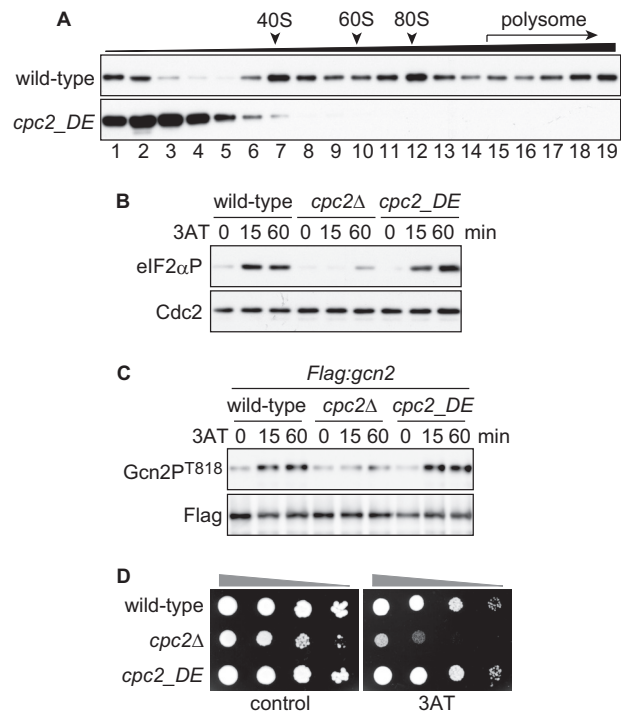 A
40S 60S 80S polysome
wild-type
cpc2_DE
1 2 3 4 5 6 7 8 9 10 11 12 13 14 15 16 17 18 19
B
wild-type cpc2Δ cpc2_DE
3AT 0 15 60 0 15 60 0 15 60 min
eIF2αP
Cdc2
C
Flag:gcn2
wild-type cpc2Δ cpc2_DE
3AT 0 15 60 0 15 60 0 15 60 min
Gcn2P^T818
Flag
D
wild-type
cpc2Δ
cpc2_DE
control 3AT